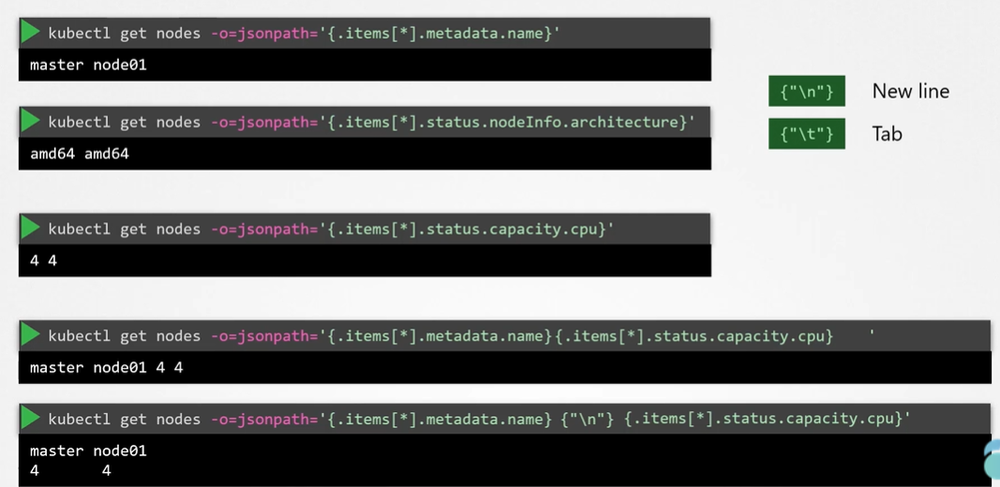 kubectl get nodes -o=jsonpath='{.items[*].metadata.name}'
master node01
{"\n"} New line
kubectl get nodes -o=jsonpath='{.items[*].status.nodeInfo.architecture}'
{"\t"} Tab
amd64 amd64
kubectl get nodes -o=jsonpath='{.items[*].status.capacity.cpu}'
4 4
kubectl get nodes -o=jsonpath='{.items[*].metadata.name}{.items[*].status.capacity.cpu}    '
master node01 4 4
kubectl get nodes -o=jsonpath='{.items[*].metadata.name} {"\n"} {.items[*].status.capacity.cpu}'
master node01
4       4